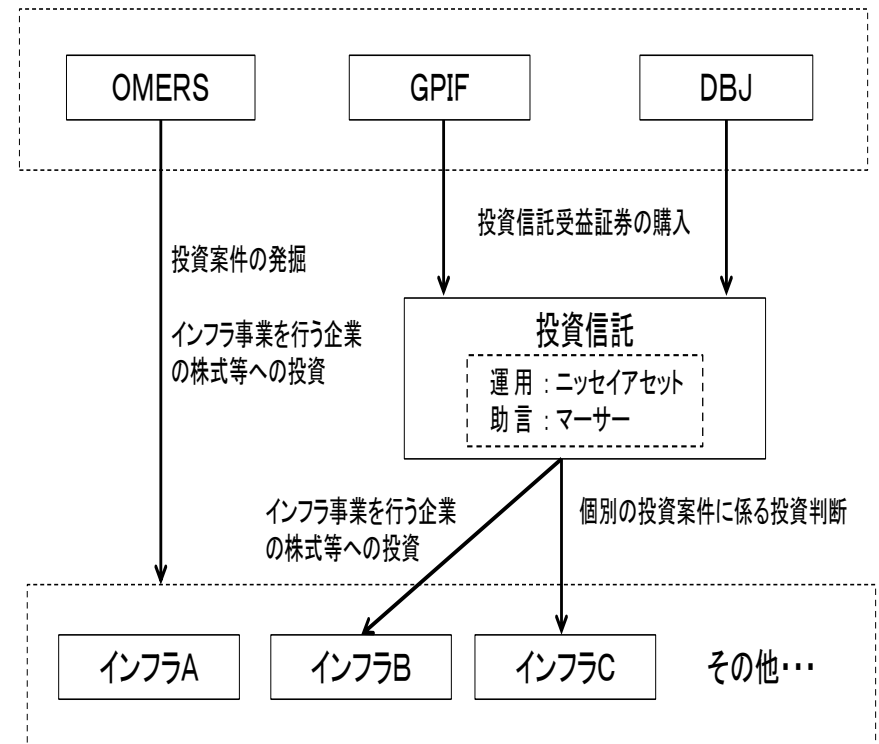 OMERS
GPIF
DBJ
投資信託受益証券の購入
投資案件の発掘
インフラ事業を行う企業
の株式等への投資
投資信託
運用:ニッセイアセット
助言:マーサー
インフラ事業を行う企業
の株式等への投資
個別の投資案件に係る投資判断
インフラA
インフラB
インフラC
その他・・・